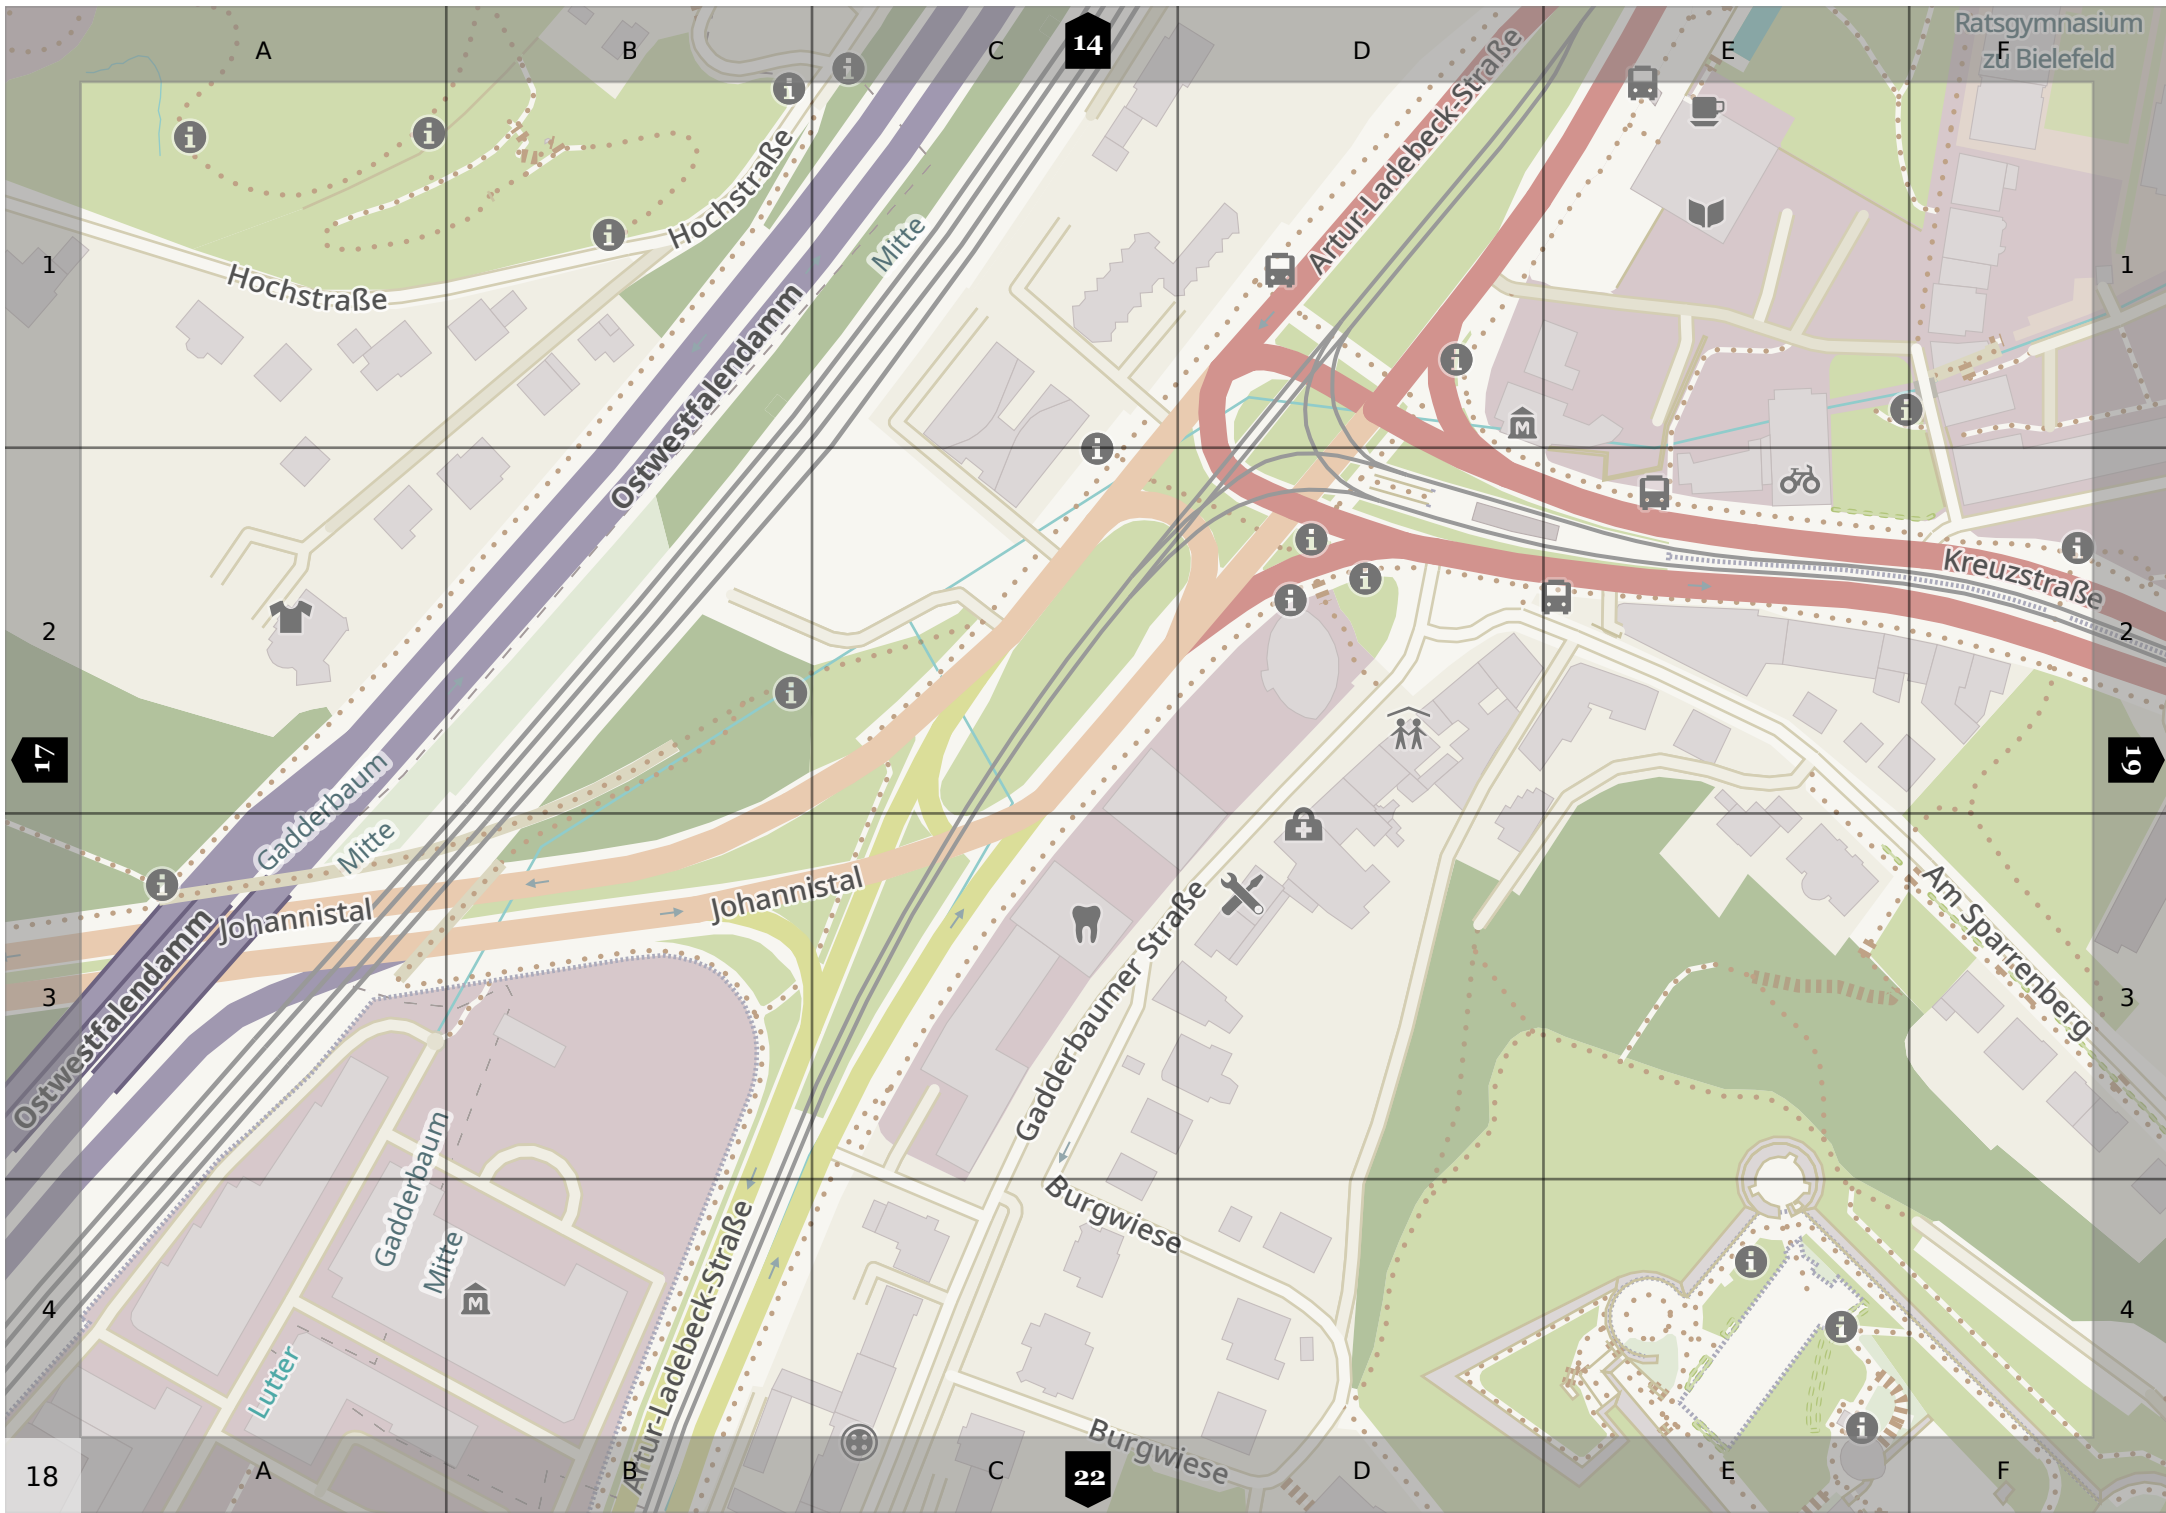 A
B
C
14
D
E
F
Ratsgymnasium
zu Bielefeld
Artur-Ladebeck-Straße
Hochstraße
Mitte
1
1
Hochstraße
Ostwestfalendamm
Kreuzstraße
2
2
17
19
Gadderbaum
Mitte
Johannistal
Johannistal
Am Sparrenberg
Gadderbaumer Straße
Ostwestfalendamm
3
3
Gadderbaum
Mitte
Burgwiese
Artur-Ladebeck-Straße
4
4
Lutter
Burgwiese
18
A
B
C
22
D
E
F